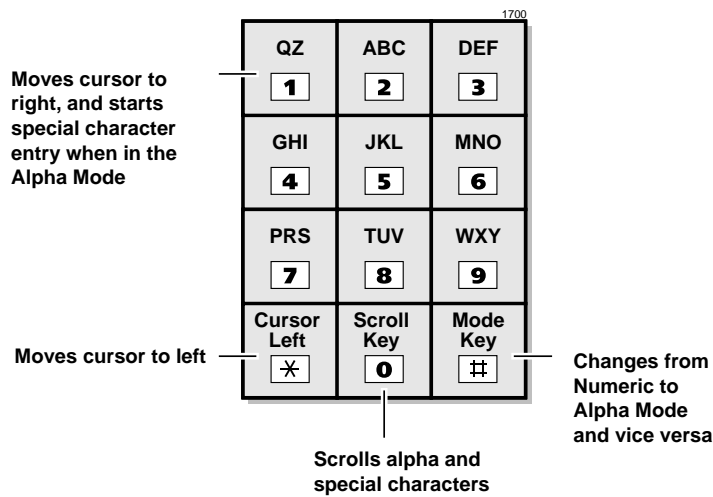 1700
QZ ABC DEF
1 2 3
Moves cursor to
right, and starts
special character
entry when in the
Alpha Mode
GHI JKL MNO
4 5 6
PRS TUV WXY
7 8 9
Cursor
Left
Scroll
Key
Mode
Key
* 0 #
Moves cursor to left
Changes from
Numeric to
Alpha Mode
and vice versa
Scrolls alpha and
special characters